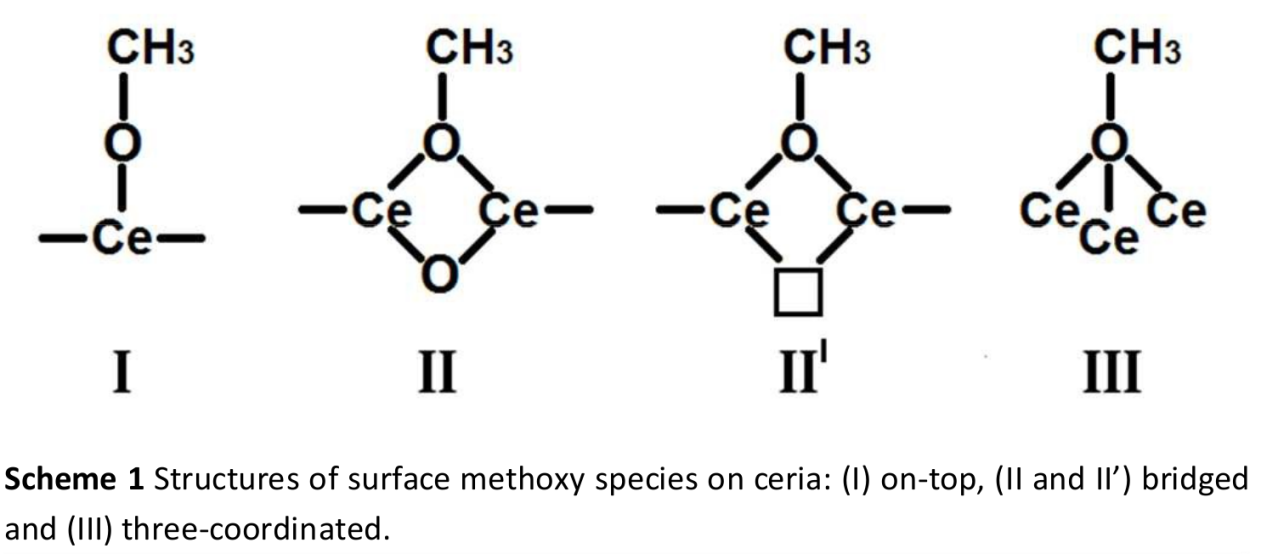 CH3 CH3 CH3 CH3
O O O O
Ce Ce Ce Ce Ce Ce Ce
Ce Ce
O
I II II' III
Scheme 1 Structures of surface methoxy species on ceria: (I) on-top, (II and II’) bridged
and (III) three-coordinated.